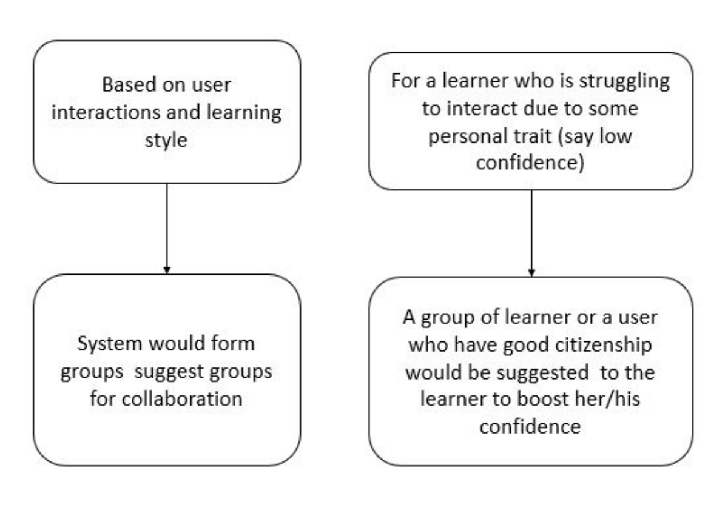 Based on user
interactions and learning
style
For a learner who is struggling
to interact due to some
personal trait (say low
confidence)
System would form
groups  suggest groups
for collaboration
A group of learner or a user
who have good citizenship
would be suggested  to the
learner to boost her/his
confidence